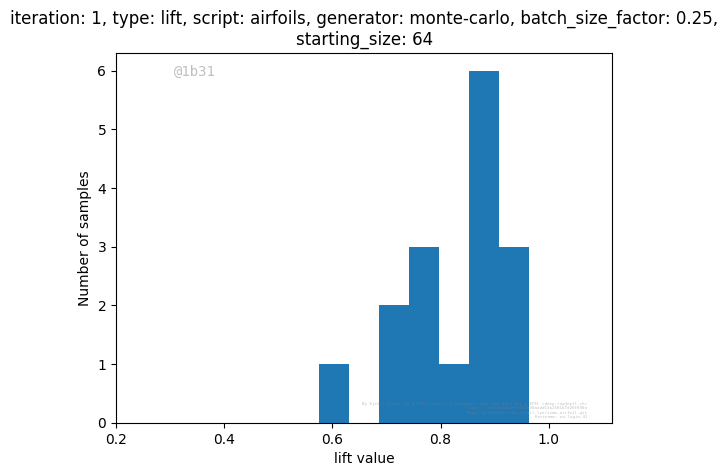 iteration: 1, type: lift, script: airfoils, generator: monte-carlo, batch_size_factor: 0.25,
starting_size: 64
@1b31
6
5
4
3
2
1
0
Number of samples
0.2 0.4 0.6 0.8 1.0
lift value